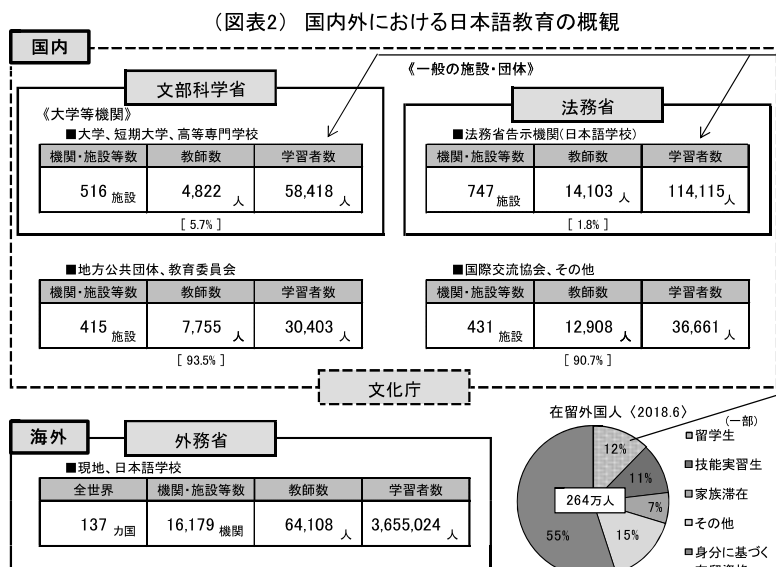 （図表2） 国内外における日本語教育の概観
国内
《一般の施設・団体》
文部科学省
《大学等機関》
■大学、短期大学、高等専門学校
機関・施設等数 教師数 学習者数
516 施設 4,822 人 58,418 人
[ 5.7% ]
法務省
■法務省告示機関(日本語学校)
機関・施設等数 教師数 学習者数
747 施設 14,103 人 114,115人
[ 1.8% ]
■地方公共団体、教育委員会
機関・施設等数 教師数 学習者数
415 施設 7,755 人 30,403 人
[ 93.5% ]
■国際交流協会、その他
機関・施設等数 教師数 学習者数
431 施設 12,908 人 36,661 人
[ 90.7% ]
文化庁
海外
外務省
■現地、日本語学校
全世界 機関・施設等数 教師数 学習者数
137 カ国 16,179 機関 64,108 人 3,655,024 人
在留外国人〈2018.6〉
(一部)
12%
11%
7%
15%
55%
264万人
留学生
技能実習生
家族滞在
その他
身分に基づく